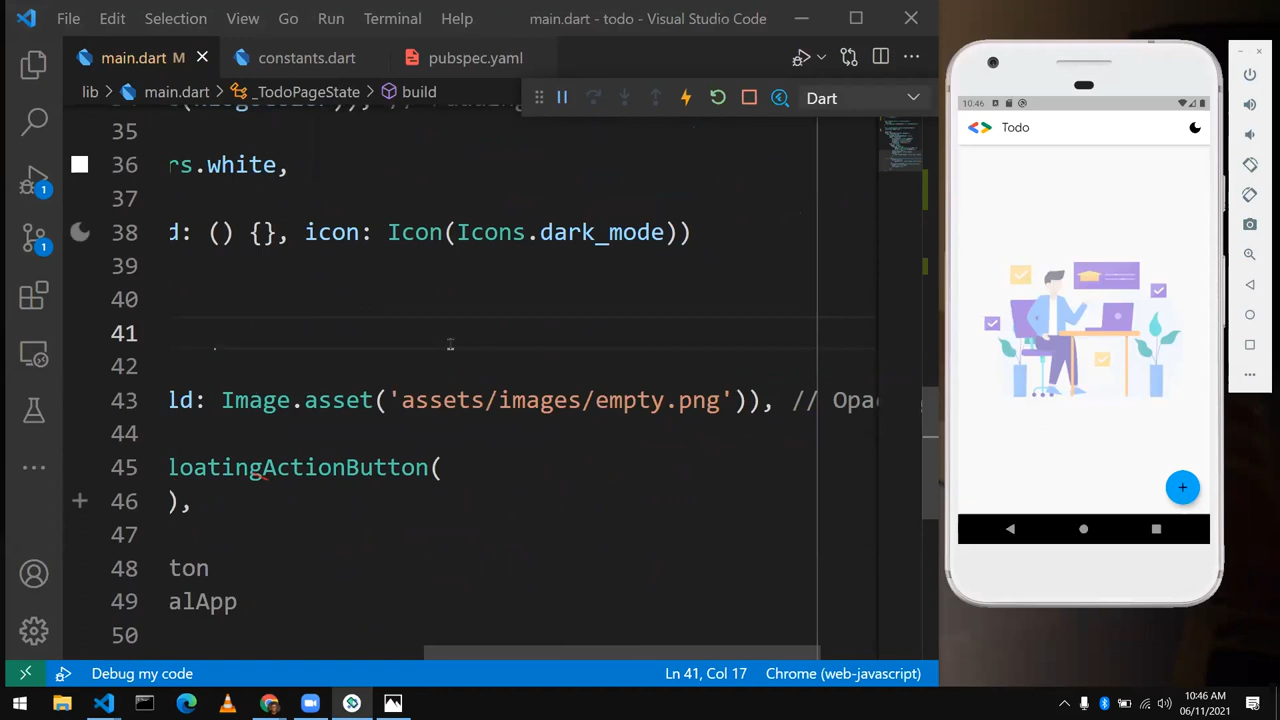 File Edit Selection View Go Run Terminal Help main.dart - todo - Visual Studio Code
main.dart M constants.dart pubspec.yaml
lib > main.dart > _TodoPageState > build
Dart
35
36 rs.white,
37
38 d: () {}, icon: Icon(Icons.dark_mode))
39
40
41
42
43 ld: Image.asset('assets/images/empty.png')), // Opac
44
45 loatingActionButton(
46 ),
47
48 ton
49 alApp
50
1
1
Debug my code Ln 41, Col 17 Chrome (web-javascript)
10:46
Todo
10:46 AM
06/11/2021